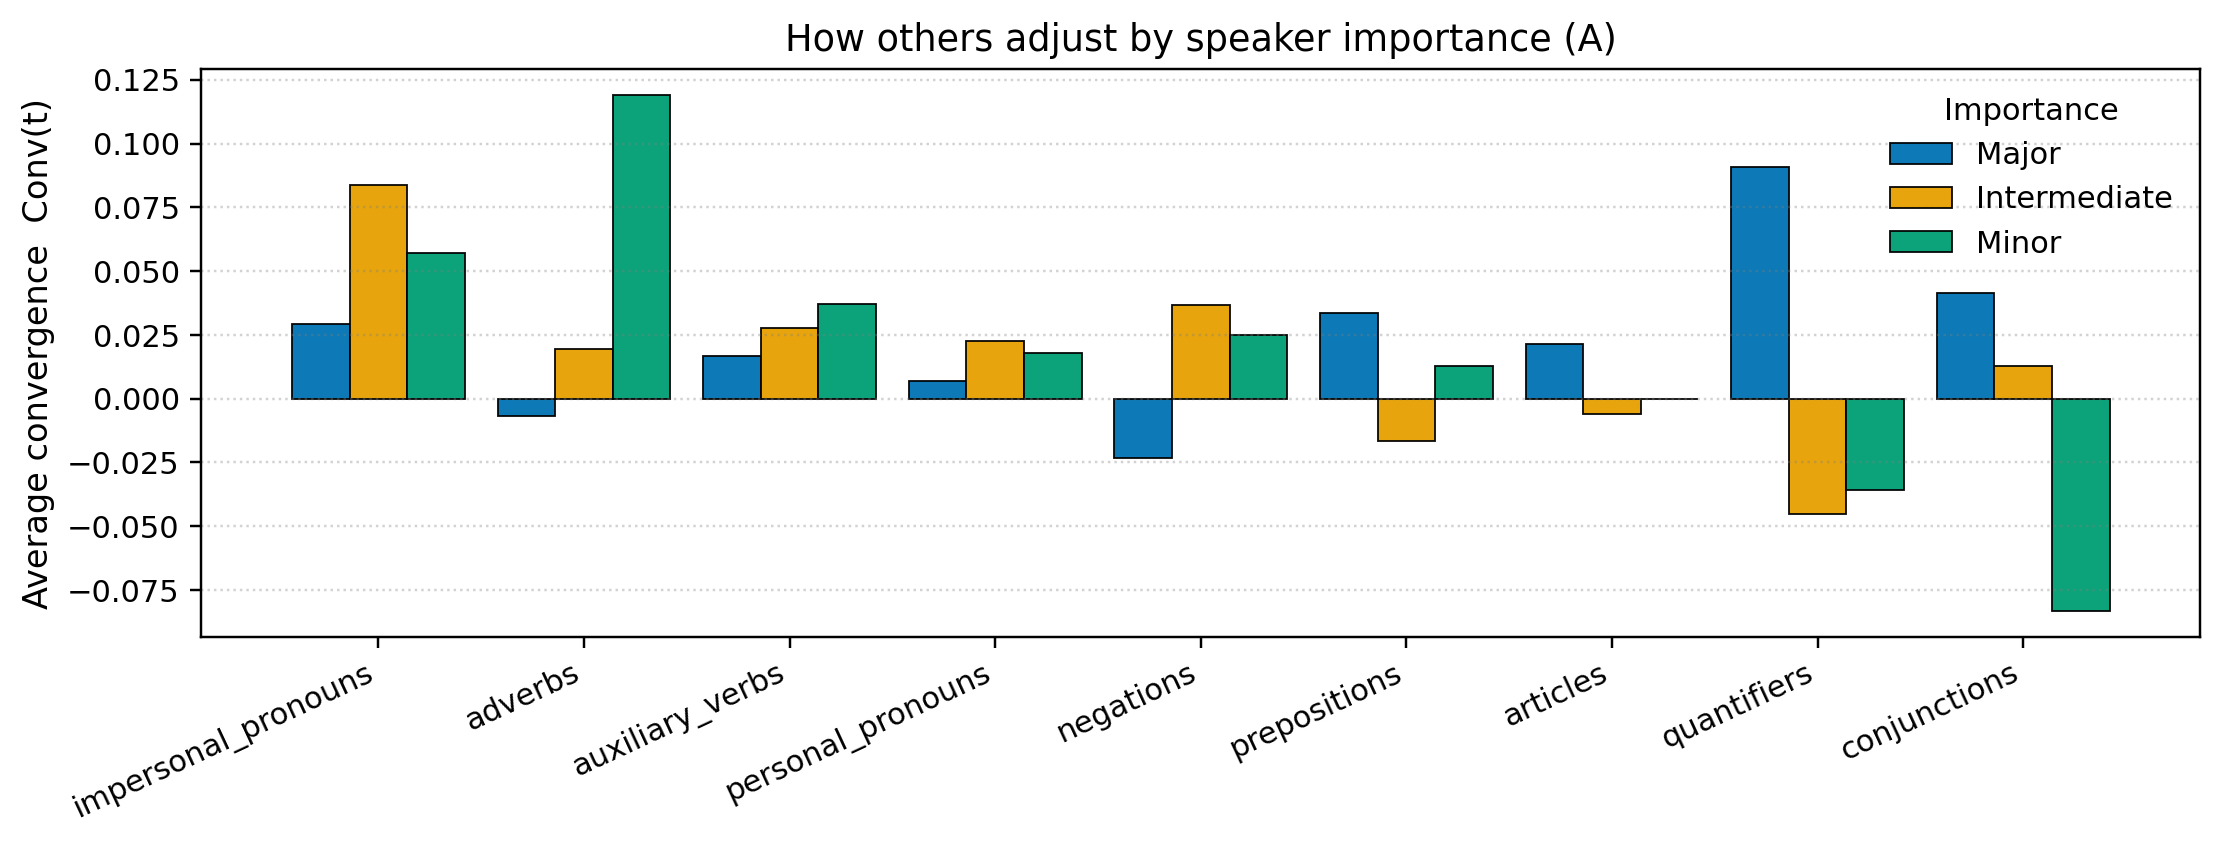 How others adjust by speaker importance (A)
Average convergence  Conv(t)
0.125
0.100
0.075
0.050
0.025
0.000
−0.025
−0.050
−0.075
Importance
Major
Intermediate
Minor
impersonal_pronouns
adverbs
auxiliary_verbs
personal_pronouns
negations
prepositions
articles
quantifiers
conjunctions